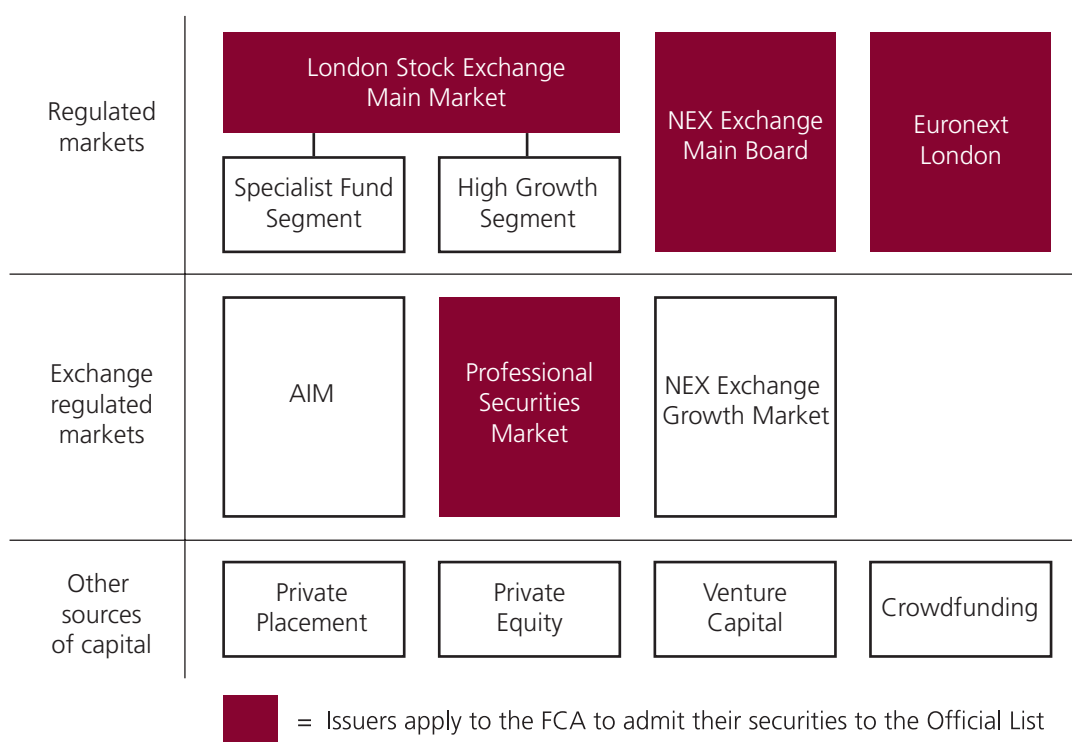 Regulated
markets
London Stock Exchange
Main Market
Specialist Fund
Segment
High Growth
Segment
NEX Exchange
Main Board
Euronext
London
Exchange
regulated
markets
AIM
Professional
Securities
Market
NEX Exchange
Growth Market
Other
sources
of capital
Private
Placement
Private
Equity
Venture
Capital
Crowdfunding
= Issuers apply to the FCA to admit their securities to the Official List